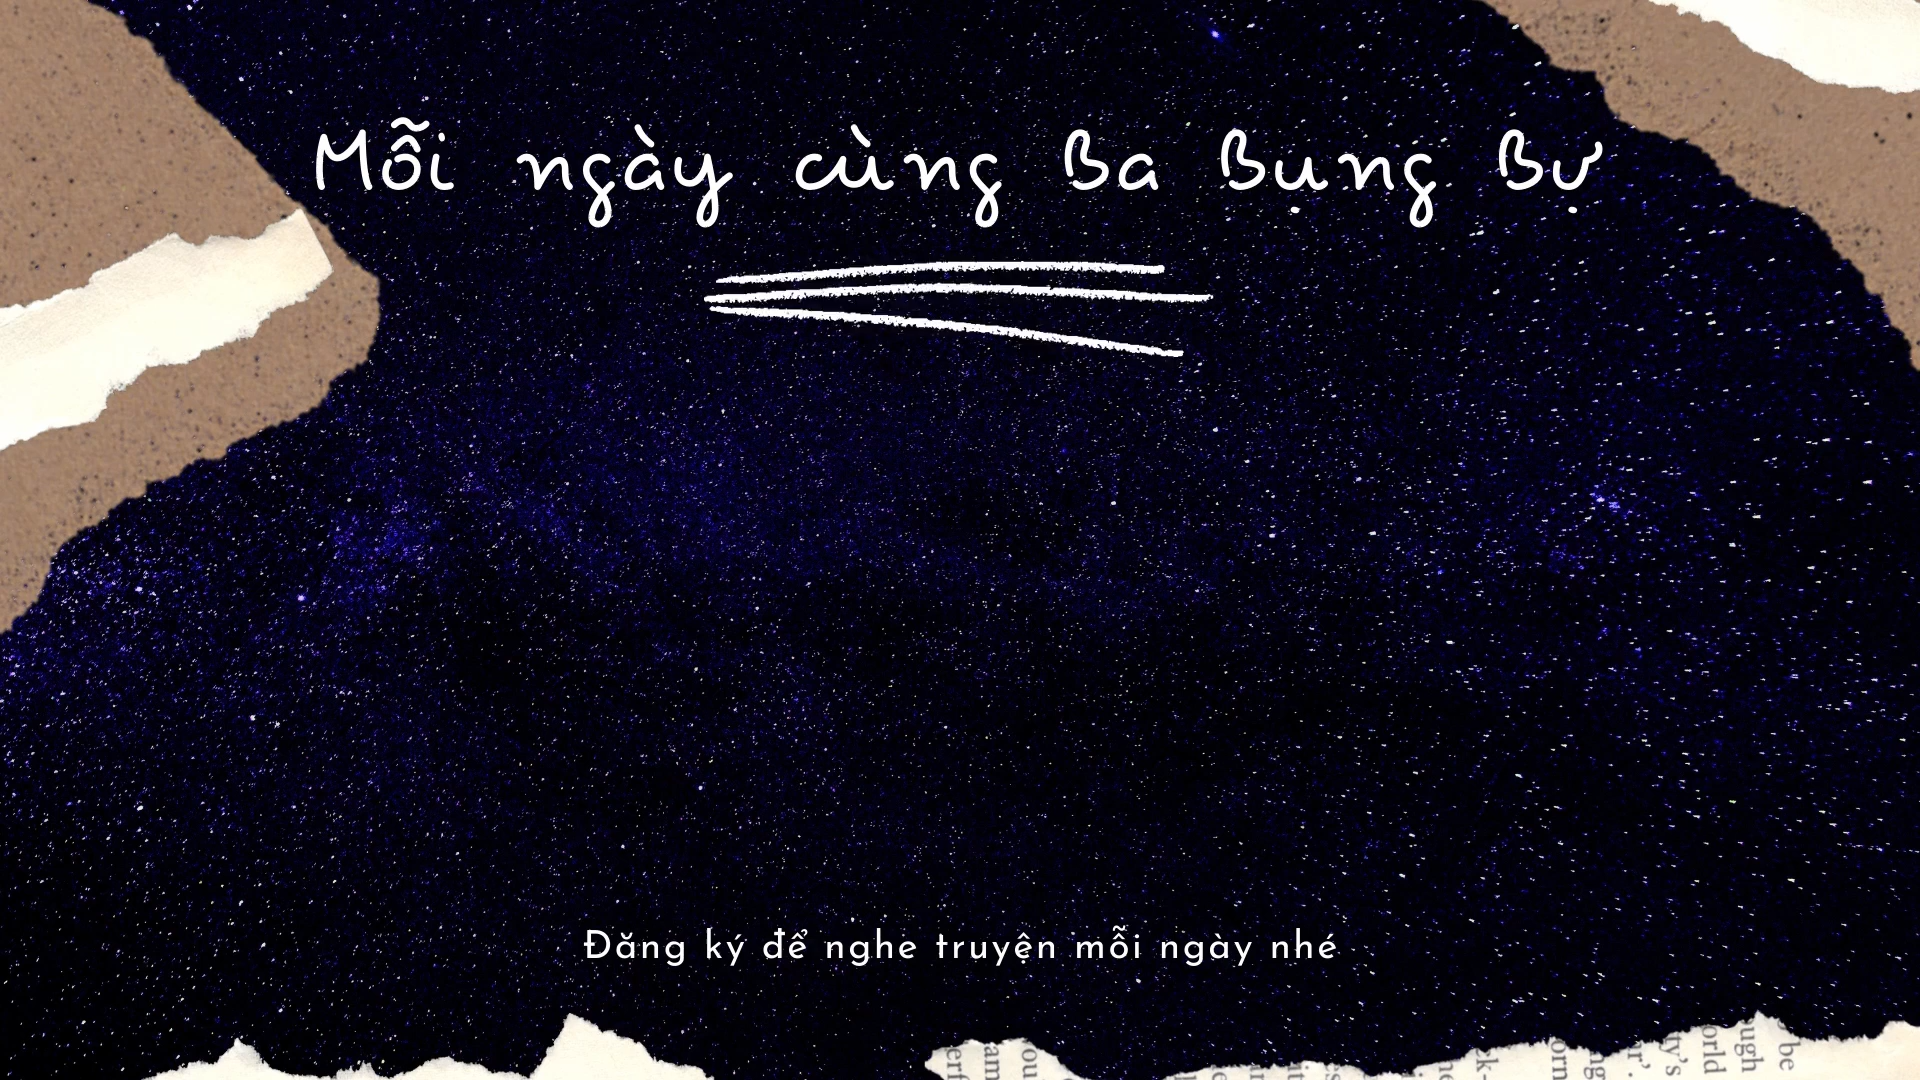 Mỗi ngày cùng Ba Bụng Bự
Đăng ký để nghe truyện mỗi ngày nhé